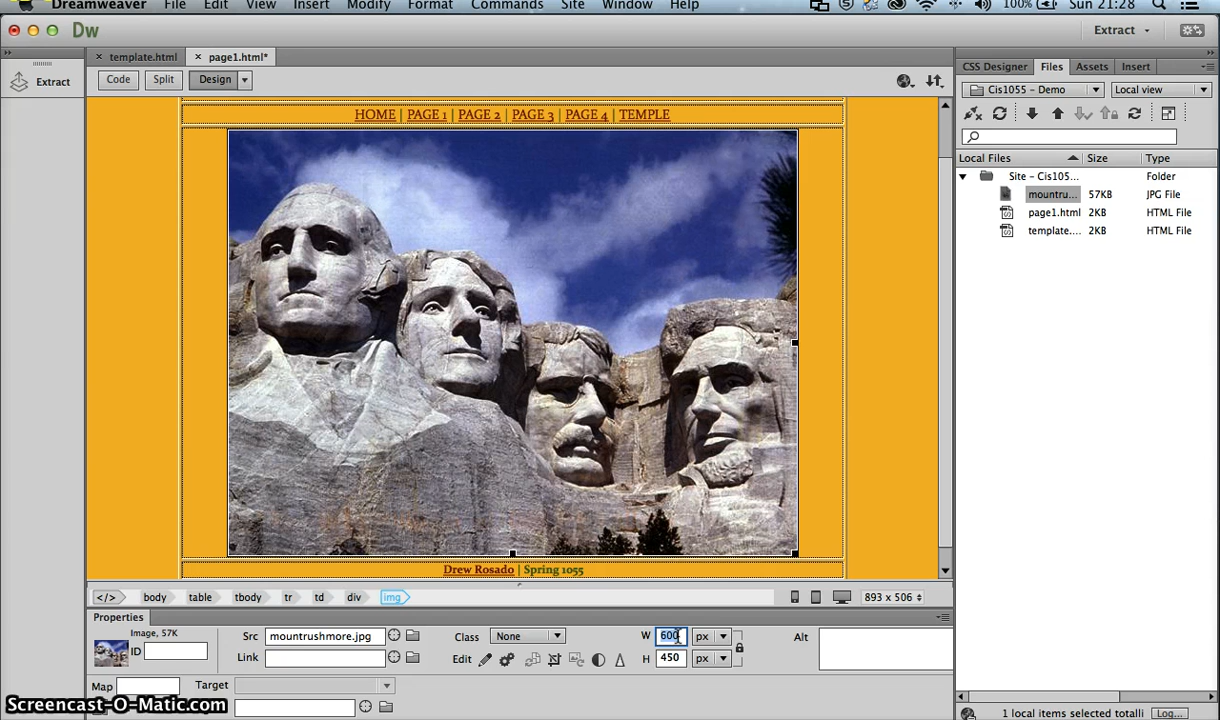 Dreamweaver File Edit View Insert Modify Format Commands Site Window Help 100% Sun 21:28
Dw Extract
template.html page1.html* CSS Designer Files Assets Insert
Extract Code Split Design Cis1055 - Demo Local view
HOME | PAGE 1 | PAGE 2 | PAGE 3 | PAGE 4 | TEMPLE
Local Files Size Type
Site - Cis105... Folder
mountru... 57KB JPG File
page1.html 2KB HTML File
template.... 2KB HTML File
Drew Rosado | Spring 1055
</> body table tbody tr td div img 893 x 506
Properties
Image, 57K Src mountrushmore.jpg Class None W 600 px Alt
ID Link Edit H 450 px
Map Target
Screencast-O-Matic.com 1 local items selected totalli Log...